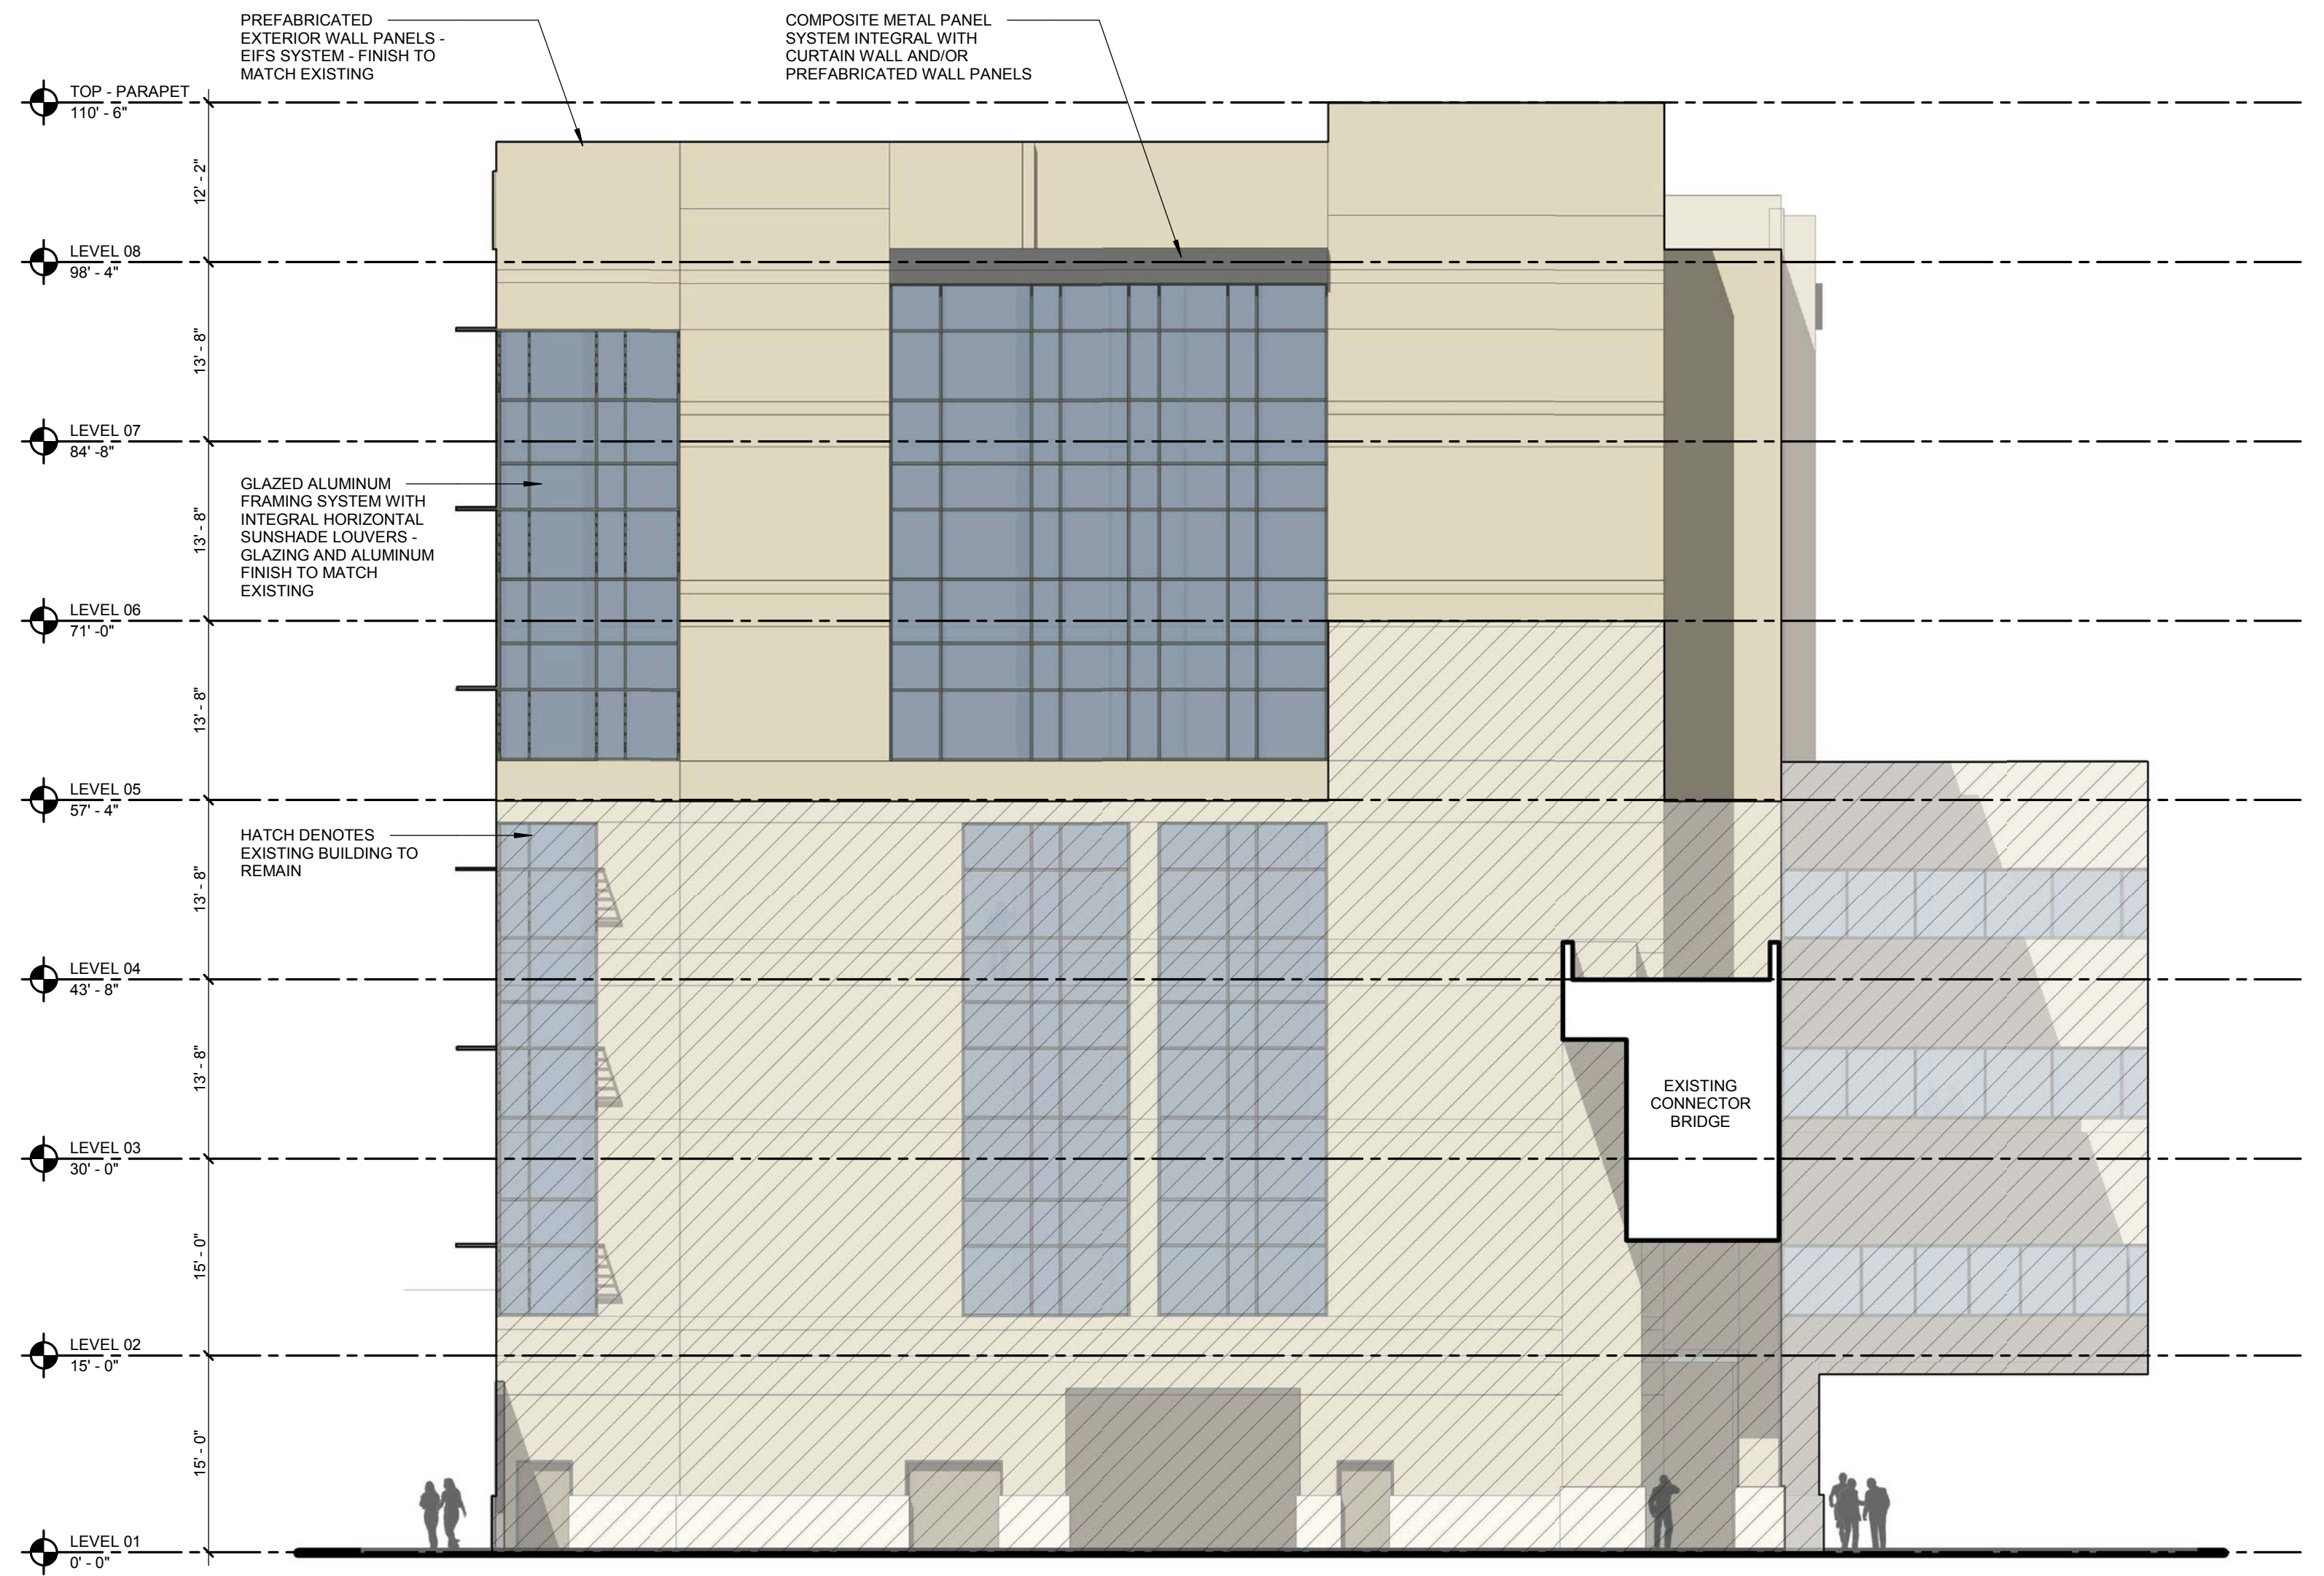 PREFABRICATED
EXTERIOR WALL PANELS -
EIFS SYSTEM - FINISH TO
MATCH EXISTING
COMPOSITE METAL PANEL
SYSTEM INTEGRAL WITH
CURTAIN WALL AND/OR
PREFABRICATED WALL PANELS
TOP - PARAPET
110' - 6"
12' - 2"
LEVEL 08
98' - 4"
13' - 8"
LEVEL 07
84' -8"
GLAZED ALUMINUM
FRAMING SYSTEM WITH
INTEGRAL HORIZONTAL
SUNSHADE LOUVERS -
GLAZING AND ALUMINUM
FINISH TO MATCH
EXISTING
13' - 8"
LEVEL 06
71' -0"
13' - 8"
LEVEL 05
57' - 4"
HATCH DENOTES
EXISTING BUILDING TO
REMAIN
13' - 8"
LEVEL 04
43' - 8"
13' - 8"
EXISTING
CONNECTOR
BRIDGE
LEVEL 03
30' - 0"
15' - 0"
LEVEL 02
15' - 0"
15' - 0"
LEVEL 01
0' - 0"